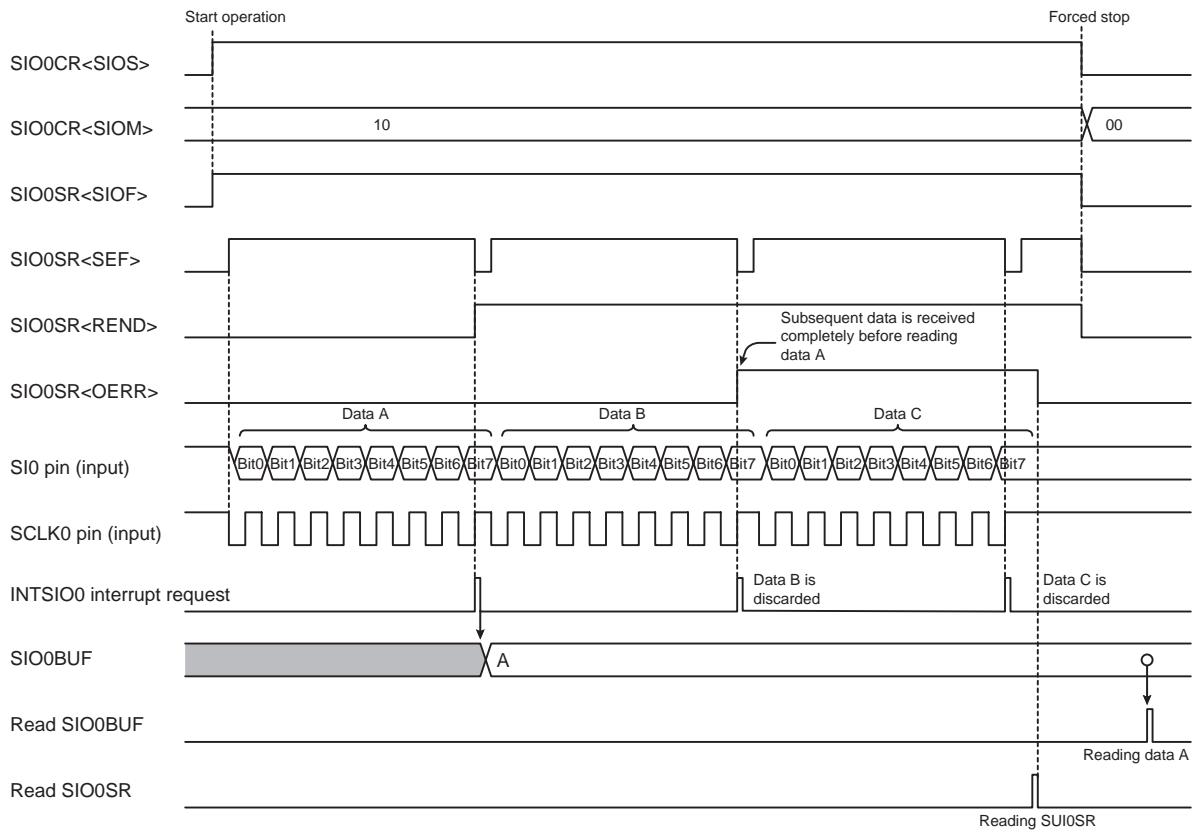 Start operation
Forced stop
SIO0CR<SIOS>
SIO0CR<SIOM>
10
00
SIO0SR<SIOF>
SIO0SR<SEF>
SIO0SR<REND>
Subsequent data is received
completely before reading
data A
SIO0SR<OERR>
Data A
Data B
Data C
SI0 pin (input)
Bit0 Bit1 Bit2 Bit3 Bit4 Bit5 Bit6 Bit7 Bit0 Bit1 Bit2 Bit3 Bit4 Bit5 Bit6 Bit7 Bit0 Bit1 Bit2 Bit3 Bit4 Bit5 Bit6 Bit7
SCLK0 pin (input)
INTSIO0 interrupt request
Data B is
discarded
Data C is
discarded
SIO0BUF
A
Read SIO0BUF
Reading data A
Read SIO0SR
Reading SUI0SR